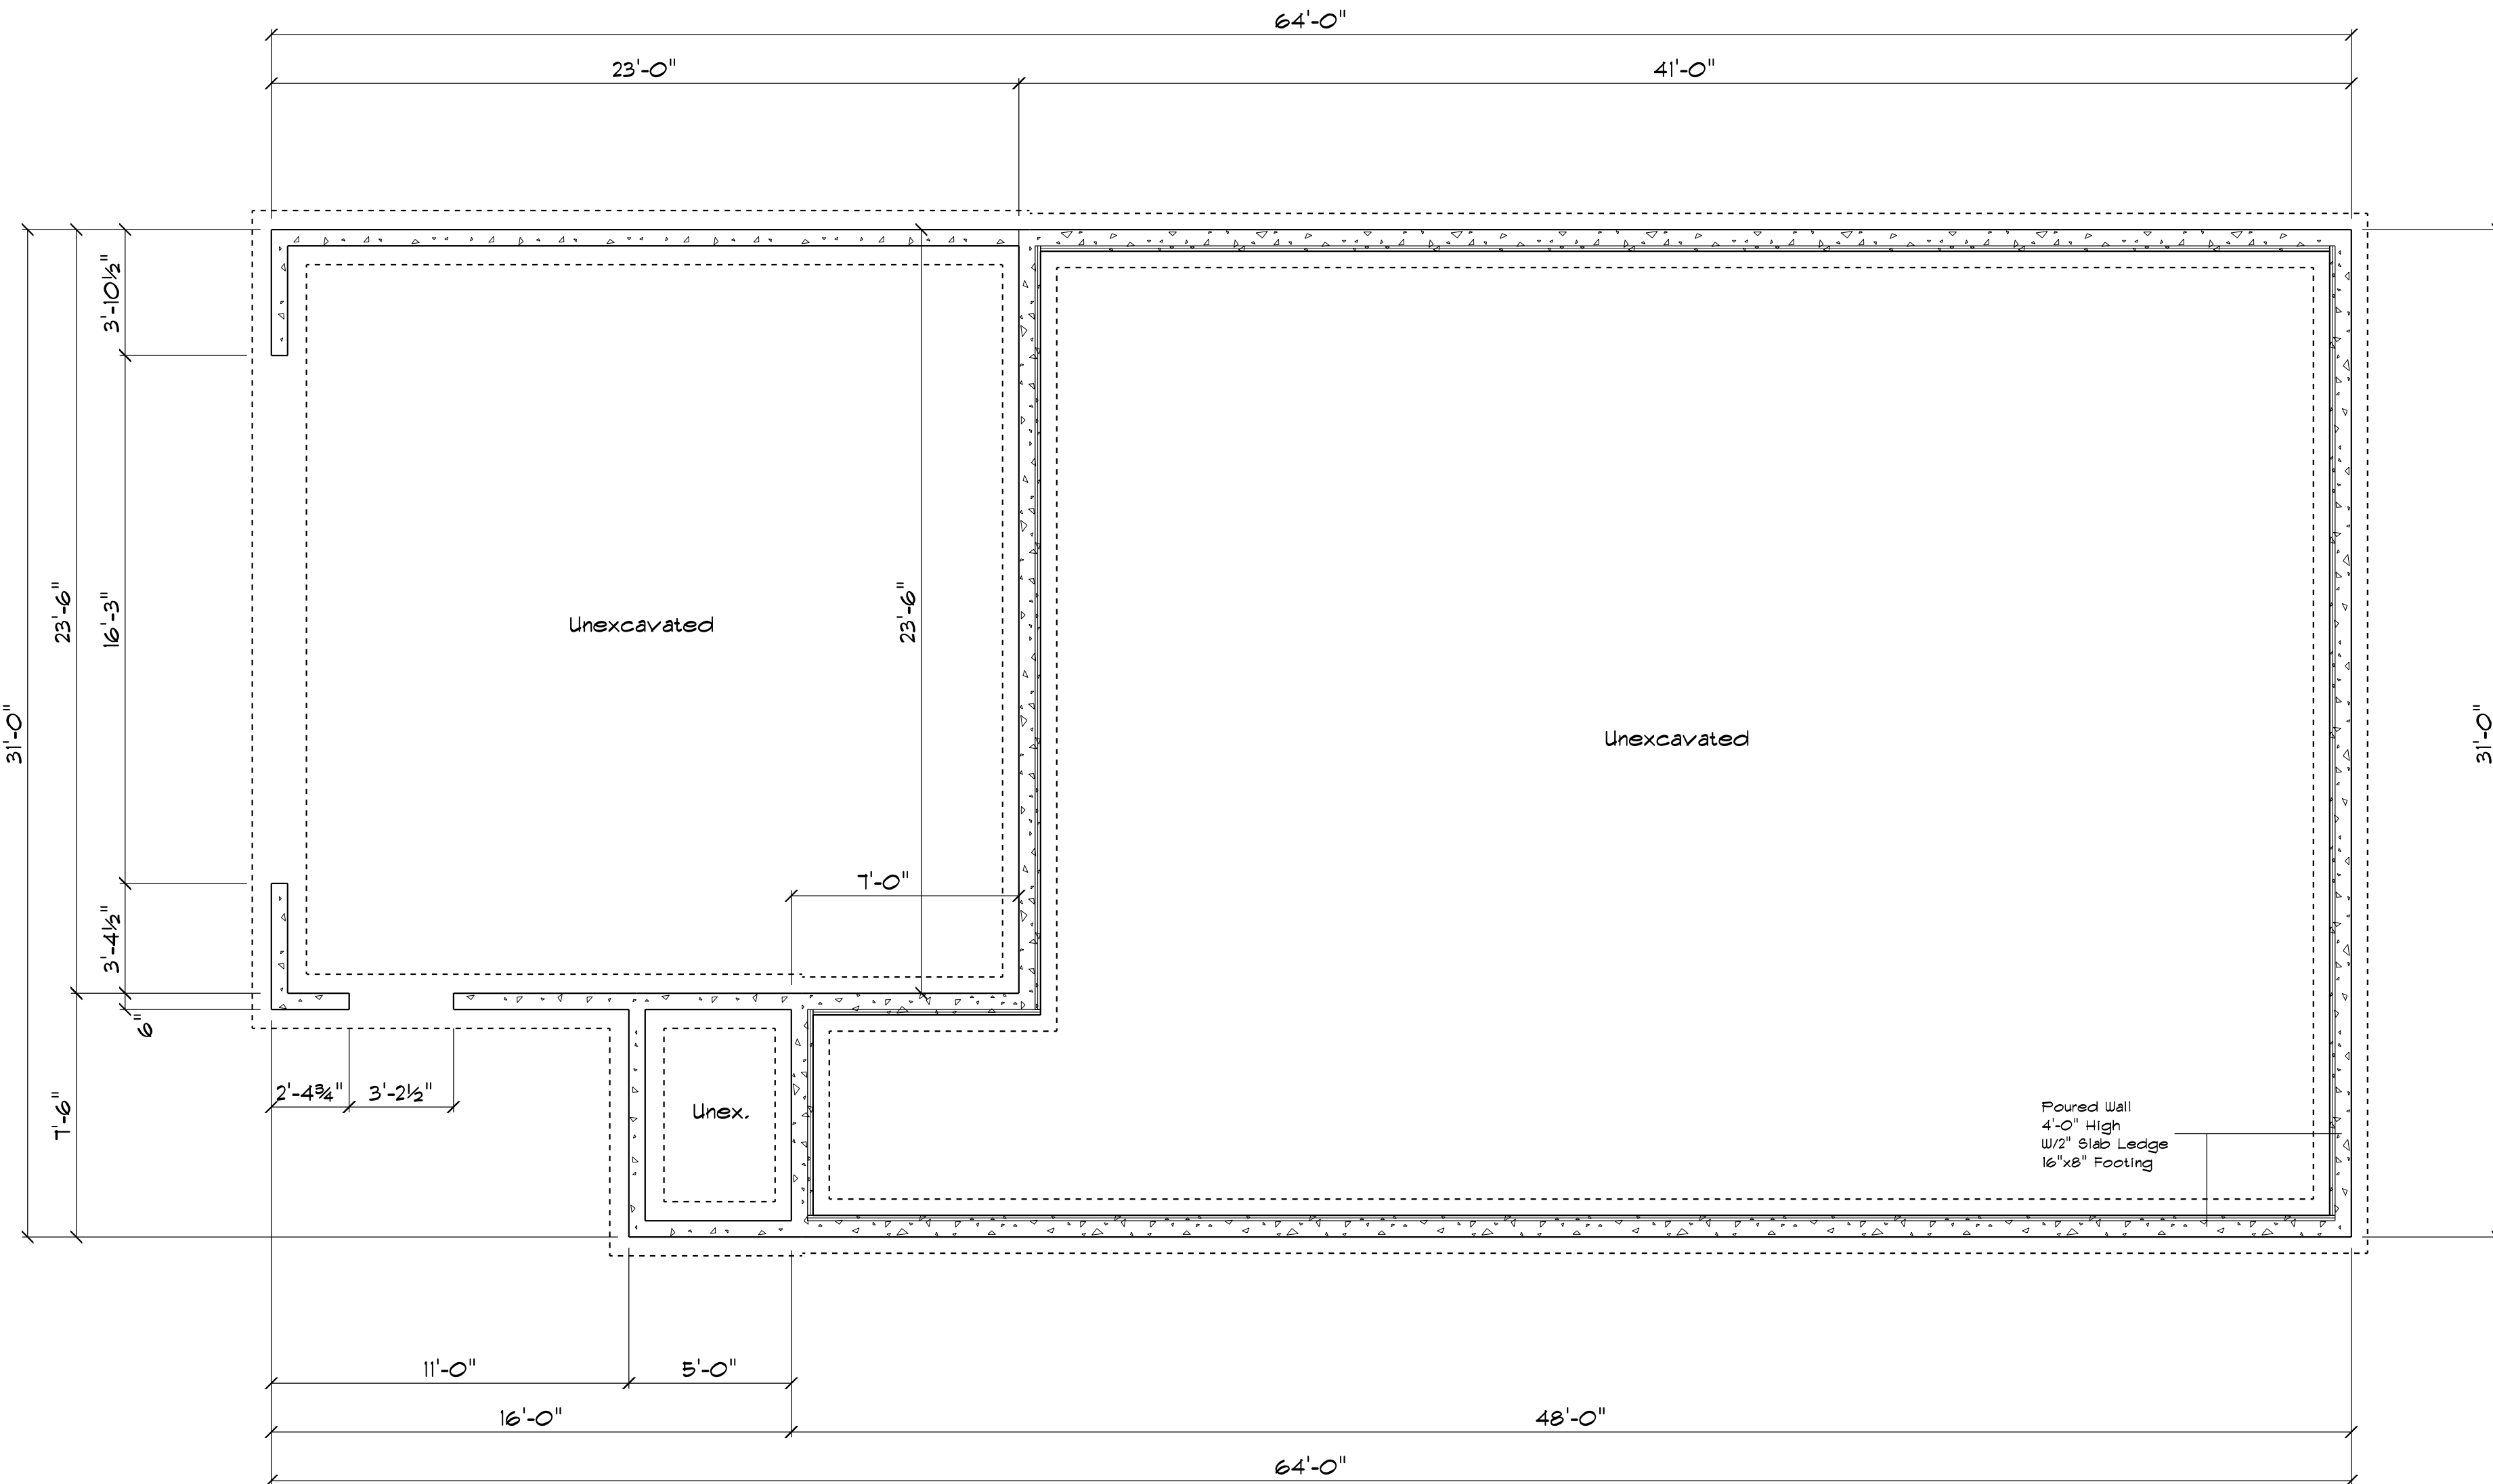 64'-0"
23'-0"
41'-0"
3'-10½"
16'-3"
23'-6"
23'-6"
Unexcavated
31'-0"
31'-0"
Unexcavated
7'-0"
3'-4½"
6"
2'-4¾"
3'-2½"
7'-6"
Unex.
Poured Wall
4'-0" High
W/2" Slab Ledge
16"x8" Footing
11'-0"
5'-0"
16'-0"
48'-0"
64'-0"